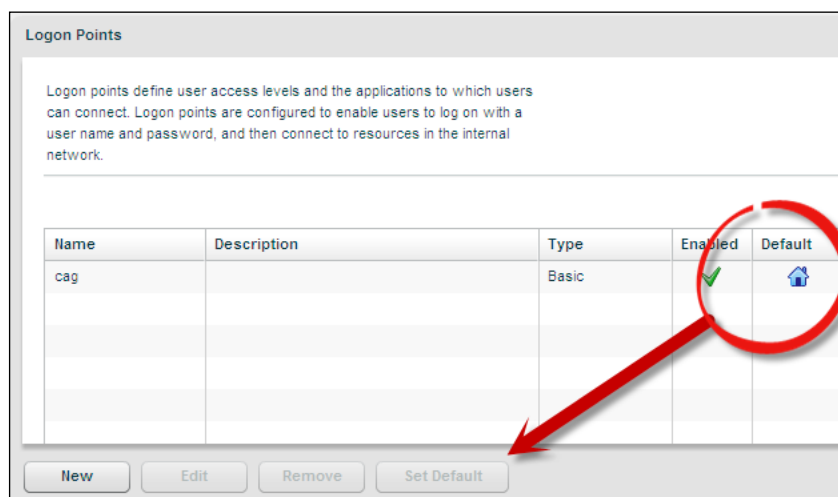 Logon Points
Logon points define user access levels and the applications to which users
can connect. Logon points are configured to enable users to log on with a
user name and password, and then connect to resources in the internal
network.
Name Description Type Enabled Default
cag Basic
New Edit Remove Set Default